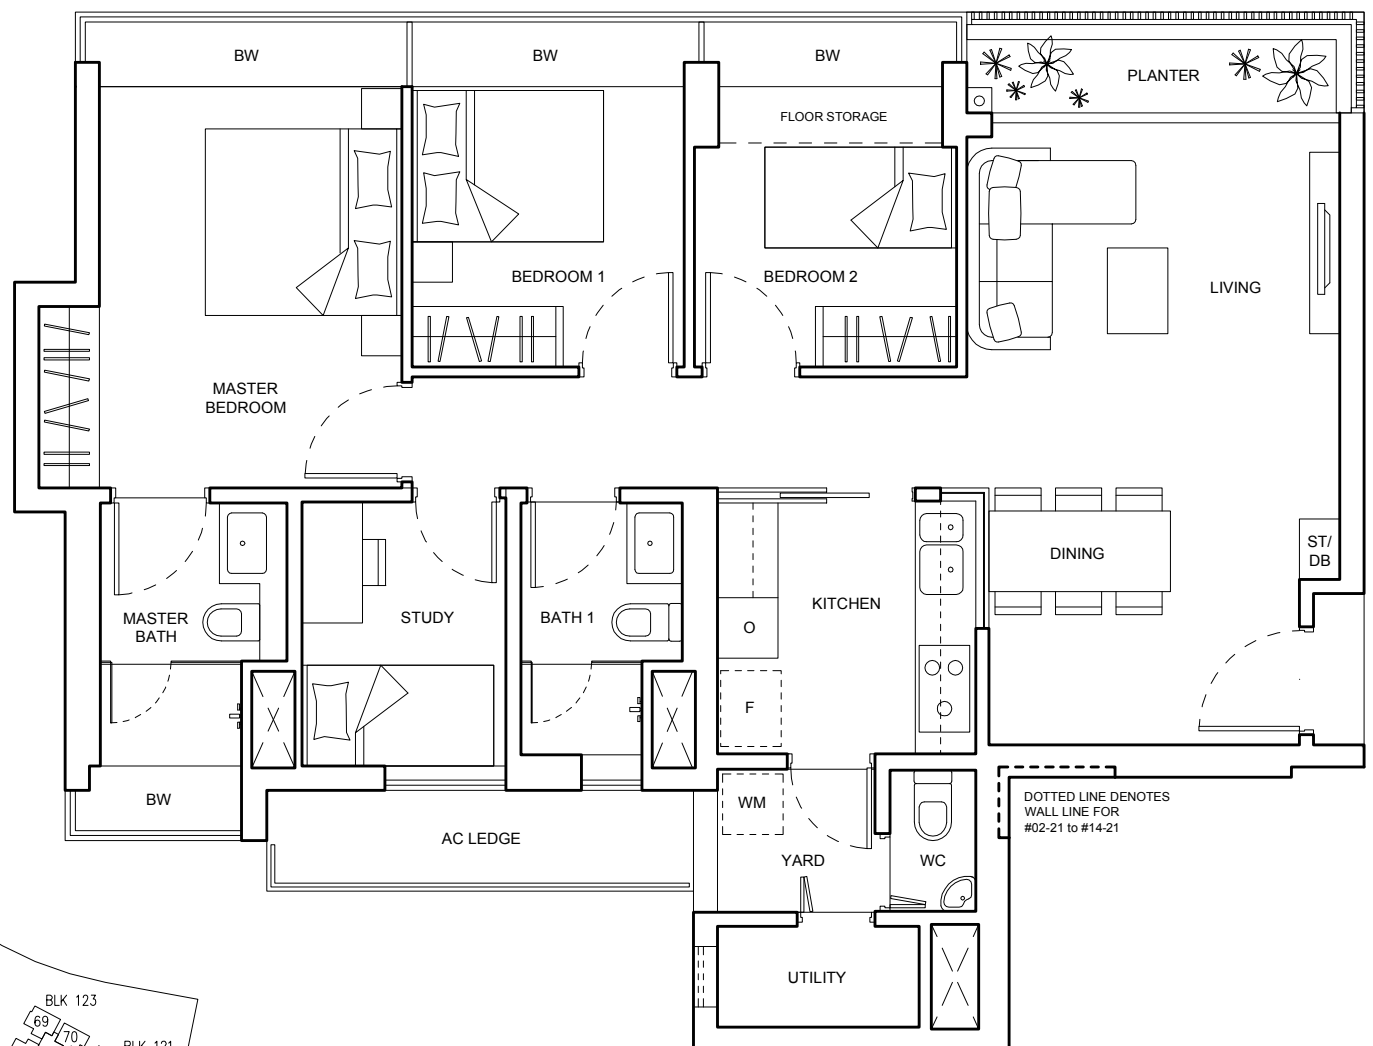 BW
BW
BW
PLANTER
FLOOR STORAGE
BEDROOM 1
BEDROOM 2
LIVING
MASTER
BEDROOM
ST/
DB
DINING
KITCHEN
MASTER
BATH
STUDY
BATH 1
O
F
BW
WM
DOTTED LINE DENOTES
WALL LINE FOR
#02-21 to #14-21
AC LEDGE
YARD
WC
UTILITY
BLK 123
69
70
BLK 121